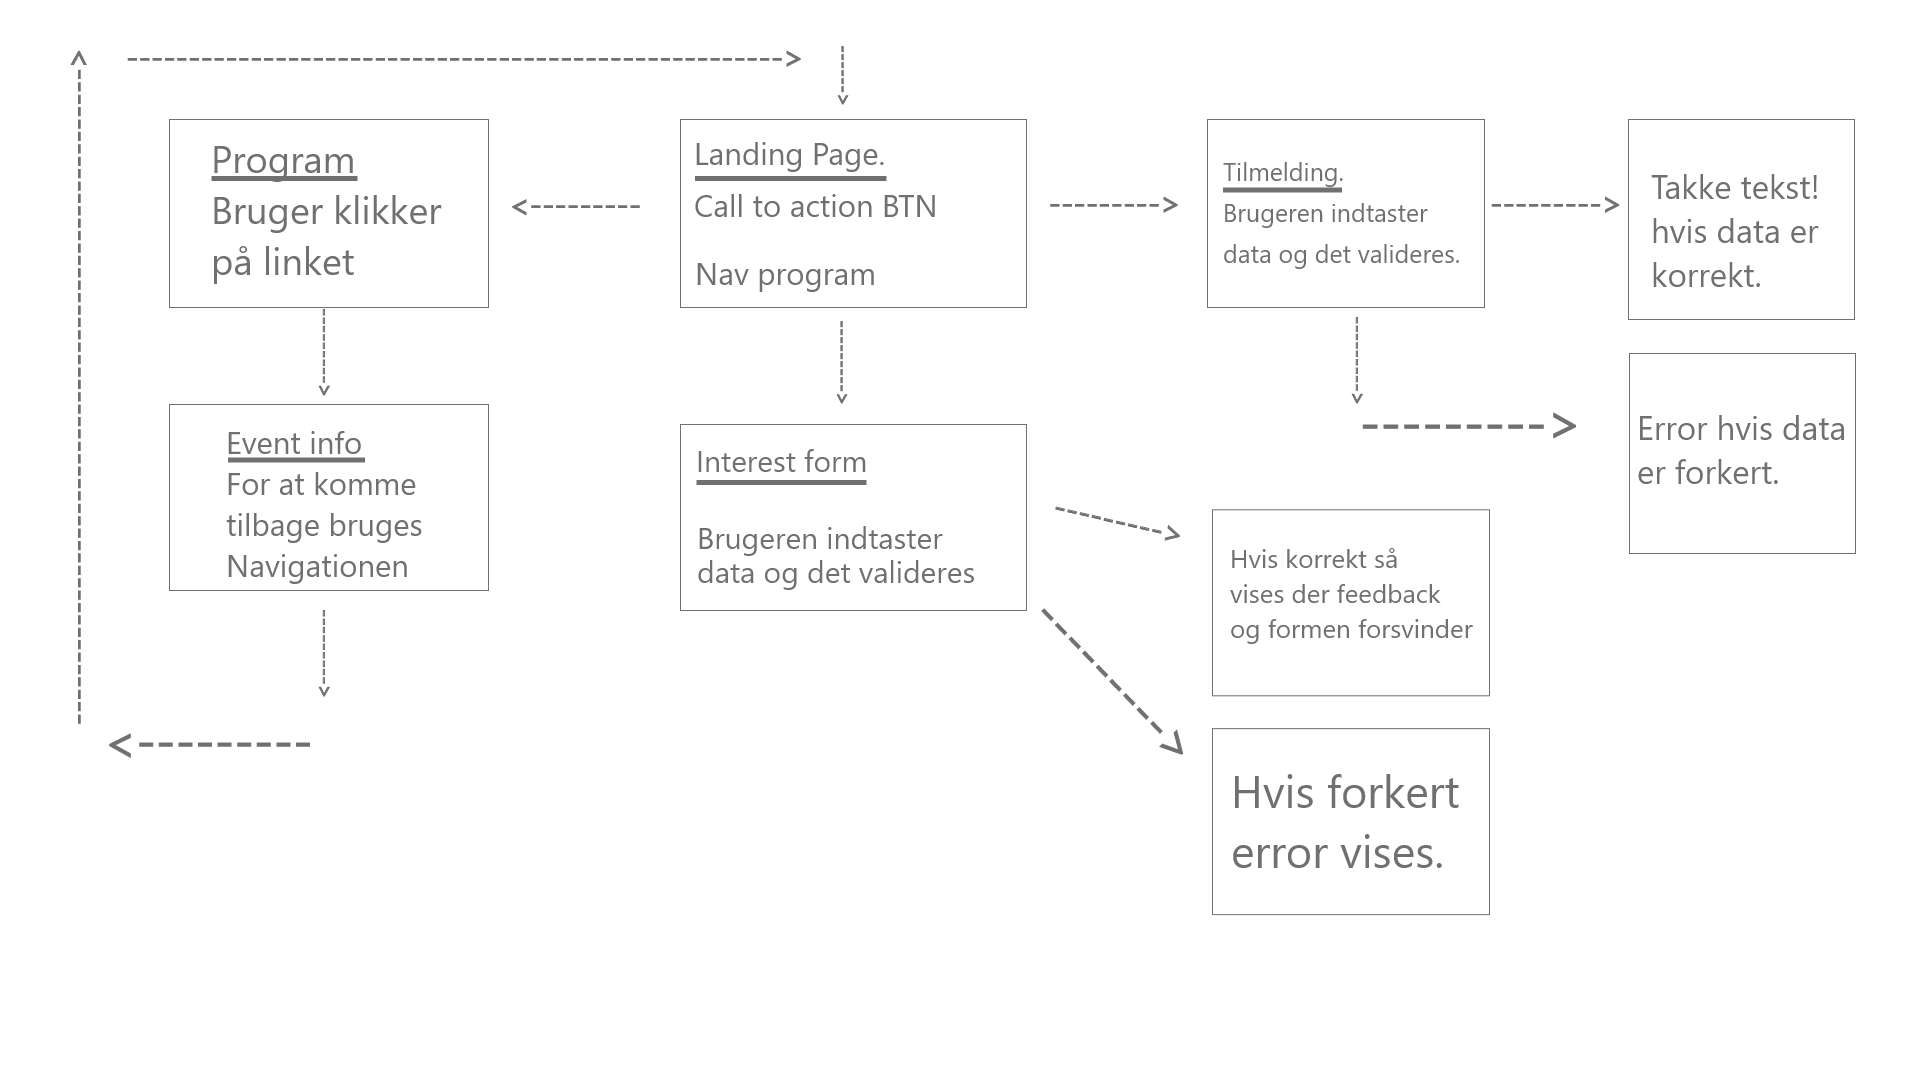 Program
Bruger klikker
på linket
Landing Page.
Call to action BTN
Nav program
Tilmelding.
Brugeren indtaster
data og det valideres.
Takke tekst!
hvis data er
korrekt.
Event info
For at komme
tilbage bruges
Navigationen
Interest form
Brugeren indtaster
data og det valideres
Error hvis data
er forkert.
Hvis korrekt så
vises der feedback
og formen forsvinder
Hvis forkert
error vises.